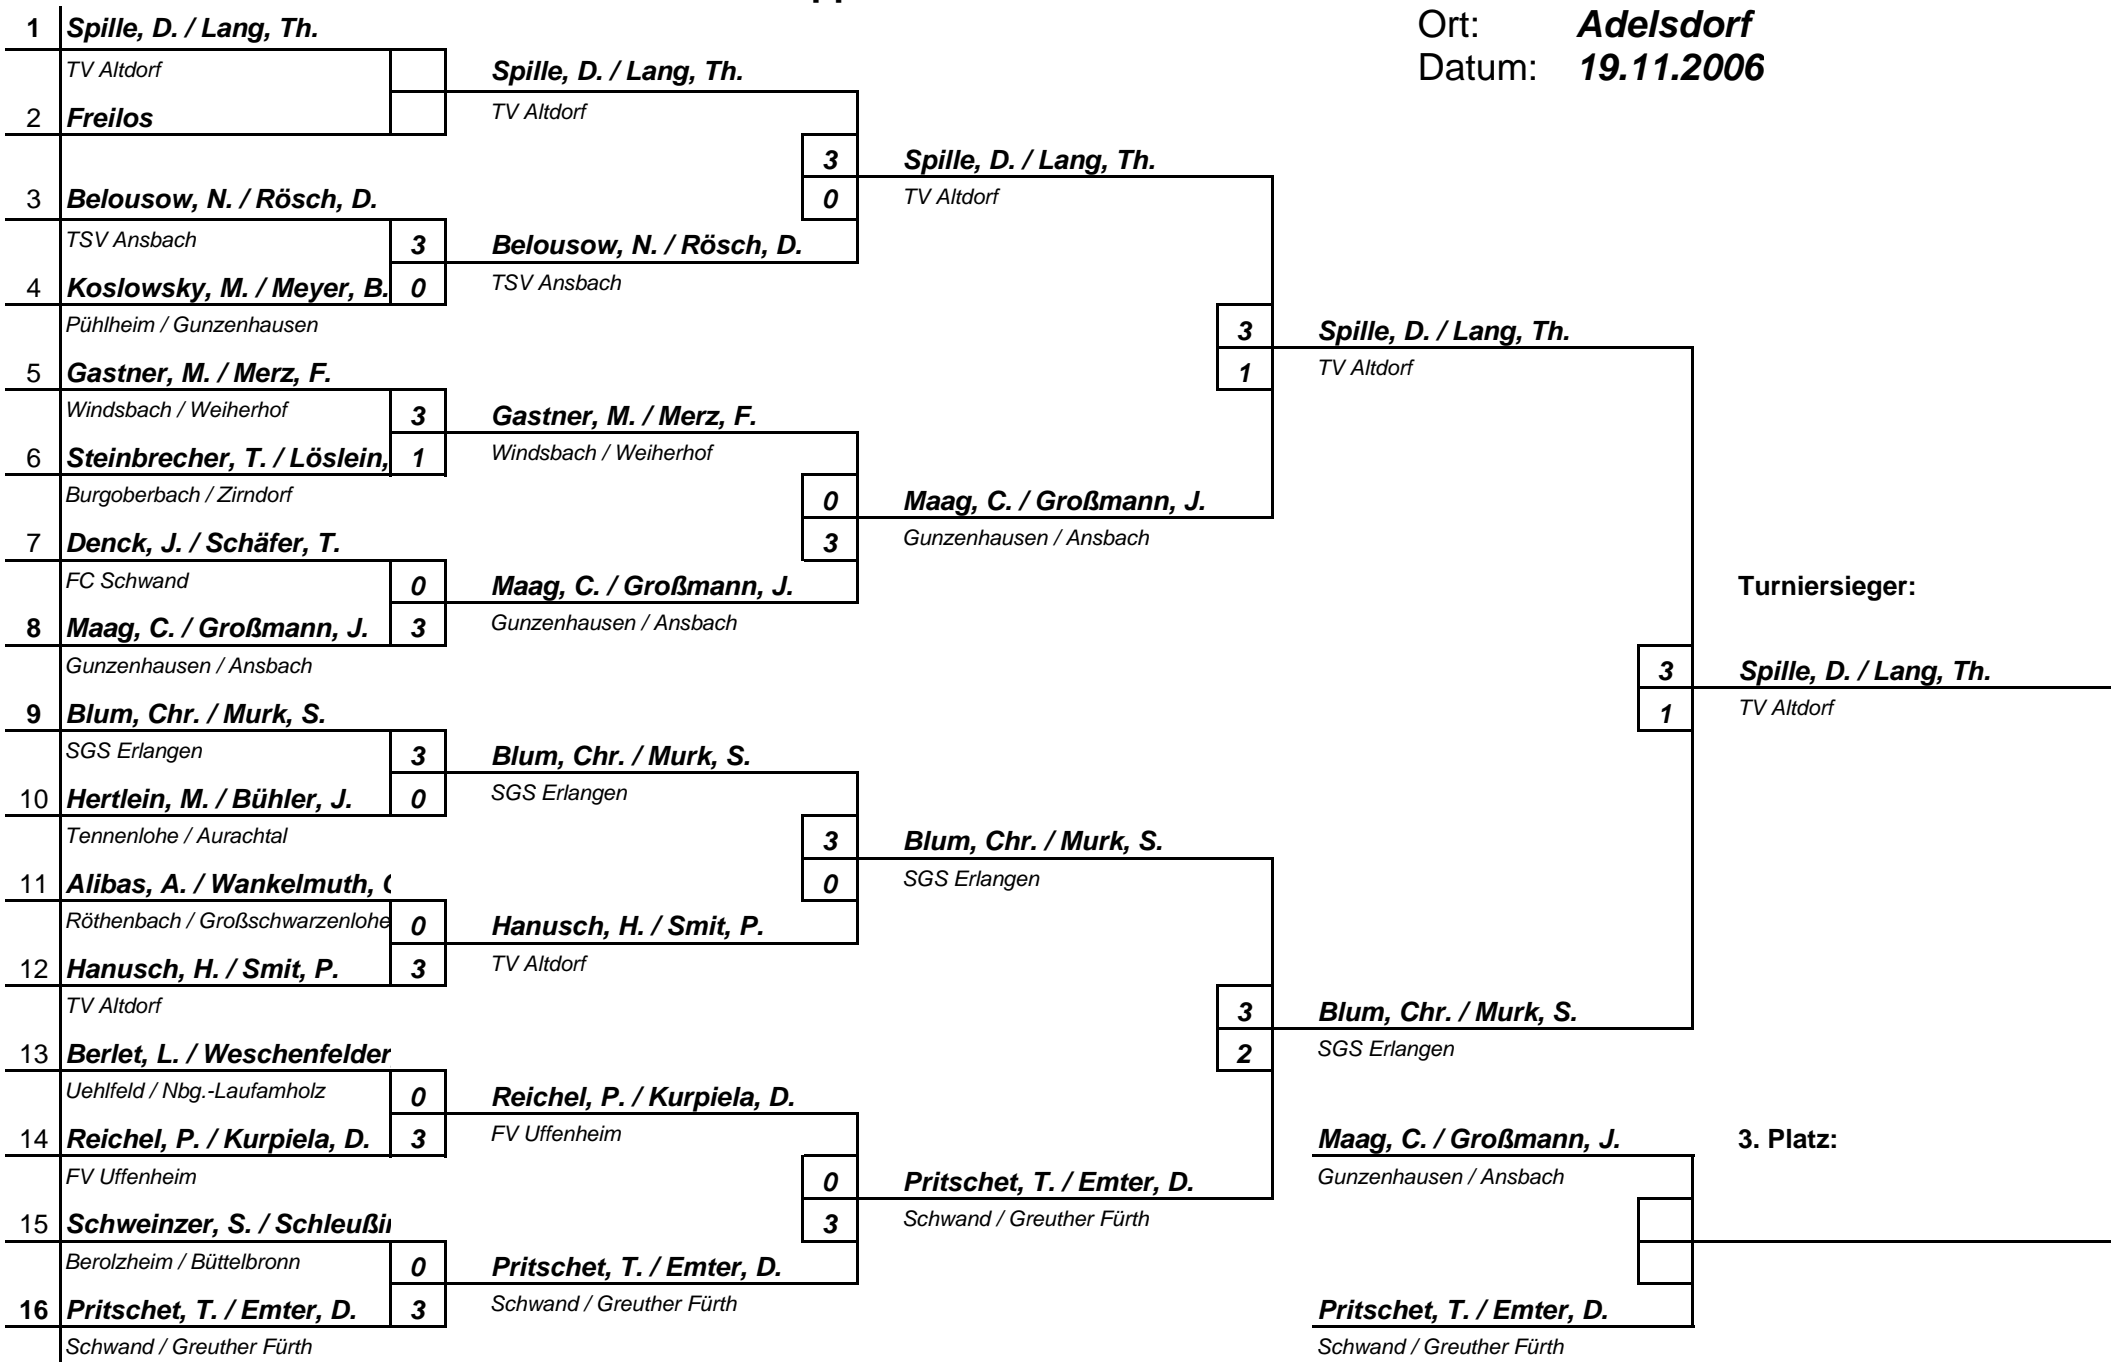 Ort: Adelsdorf
Datum: 19.11.2006
1 Spille, D. / Lang, Th.
TV Altdorf
2 Freilos
3 Belousow, N. / Rösch, D.
TSV Ansbach 3
4 Koslowsky, M. / Meyer, B. 0
Pühlheim / Gunzenhausen
5 Gastner, M. / Merz, F.
Windsbach / Weiherhof 3
6 Steinbrecher, T. / Löslein, 1
Burgoberbach / Zirndorf
7 Denck, J. / Schäfer, T.
FC Schwand 0
8 Maag, C. / Großmann, J. 3
Gunzenhausen / Ansbach
9 Blum, Chr. / Murk, S.
SGS Erlangen 3
10 Hertlein, M. / Bühler, J. 0
Tennenlohe / Aurachtal
11 Alibas, A. / Wankelmuth,
Röthenbach / Großschwarzenlohe 0
12 Hanusch, H. / Smit, P. 3
TV Altdorf
13 Berlet, L. / Weschenfelder
Uehlfeld / Nbg.-Laufamholz 0
14 Reichel, P. / Kurpiela, D. 3
FV Uffenheim
15 Schweinzer, S. /
Berolzheim / Büttelbronn 0
16 Pritschet, T. / Emter, D. 3
Schwand / Greuther Fürth
Spille, D. / Lang, Th.
TV Altdorf
3
0
Belousow, N. / Rösch, D.
TSV Ansbach
Gastner, M. / Merz, F.
Windsbach / Weiherhof
0
3
Maag, C. / Großmann, J.
Gunzenhausen / Ansbach
Blum, Chr. / Murk, S.
SGS Erlangen
3
0
Hanusch, H. / Smit, P.
TV Altdorf
Reichel, P. / Kurpiela, D.
FV Uffenheim
0
3
Pritschet, T. / Emter, D.
Schwand / Greuther Fürth
Spille, D. / Lang, Th.
TV Altdorf
3
1
Maag, C. / Großmann, J.
Gunzenhausen / Ansbach
Blum, Chr. / Murk, S.
SGS Erlangen
3
2
Pritschet, T. / Emter, D.
Schwand / Greuther Fürth
Spille, D. / Lang, Th.
TV Altdorf
3
1
Blum, Chr. / Murk, S.
SGS Erlangen
Turniersieger:
Spille, D. / Lang, Th.
TV Altdorf
Maag, C. / Großmann, J.
Gunzenhausen / Ansbach
3. Platz:
Pritschet, T. / Emter, D.
Schwand / Greuther Fürth